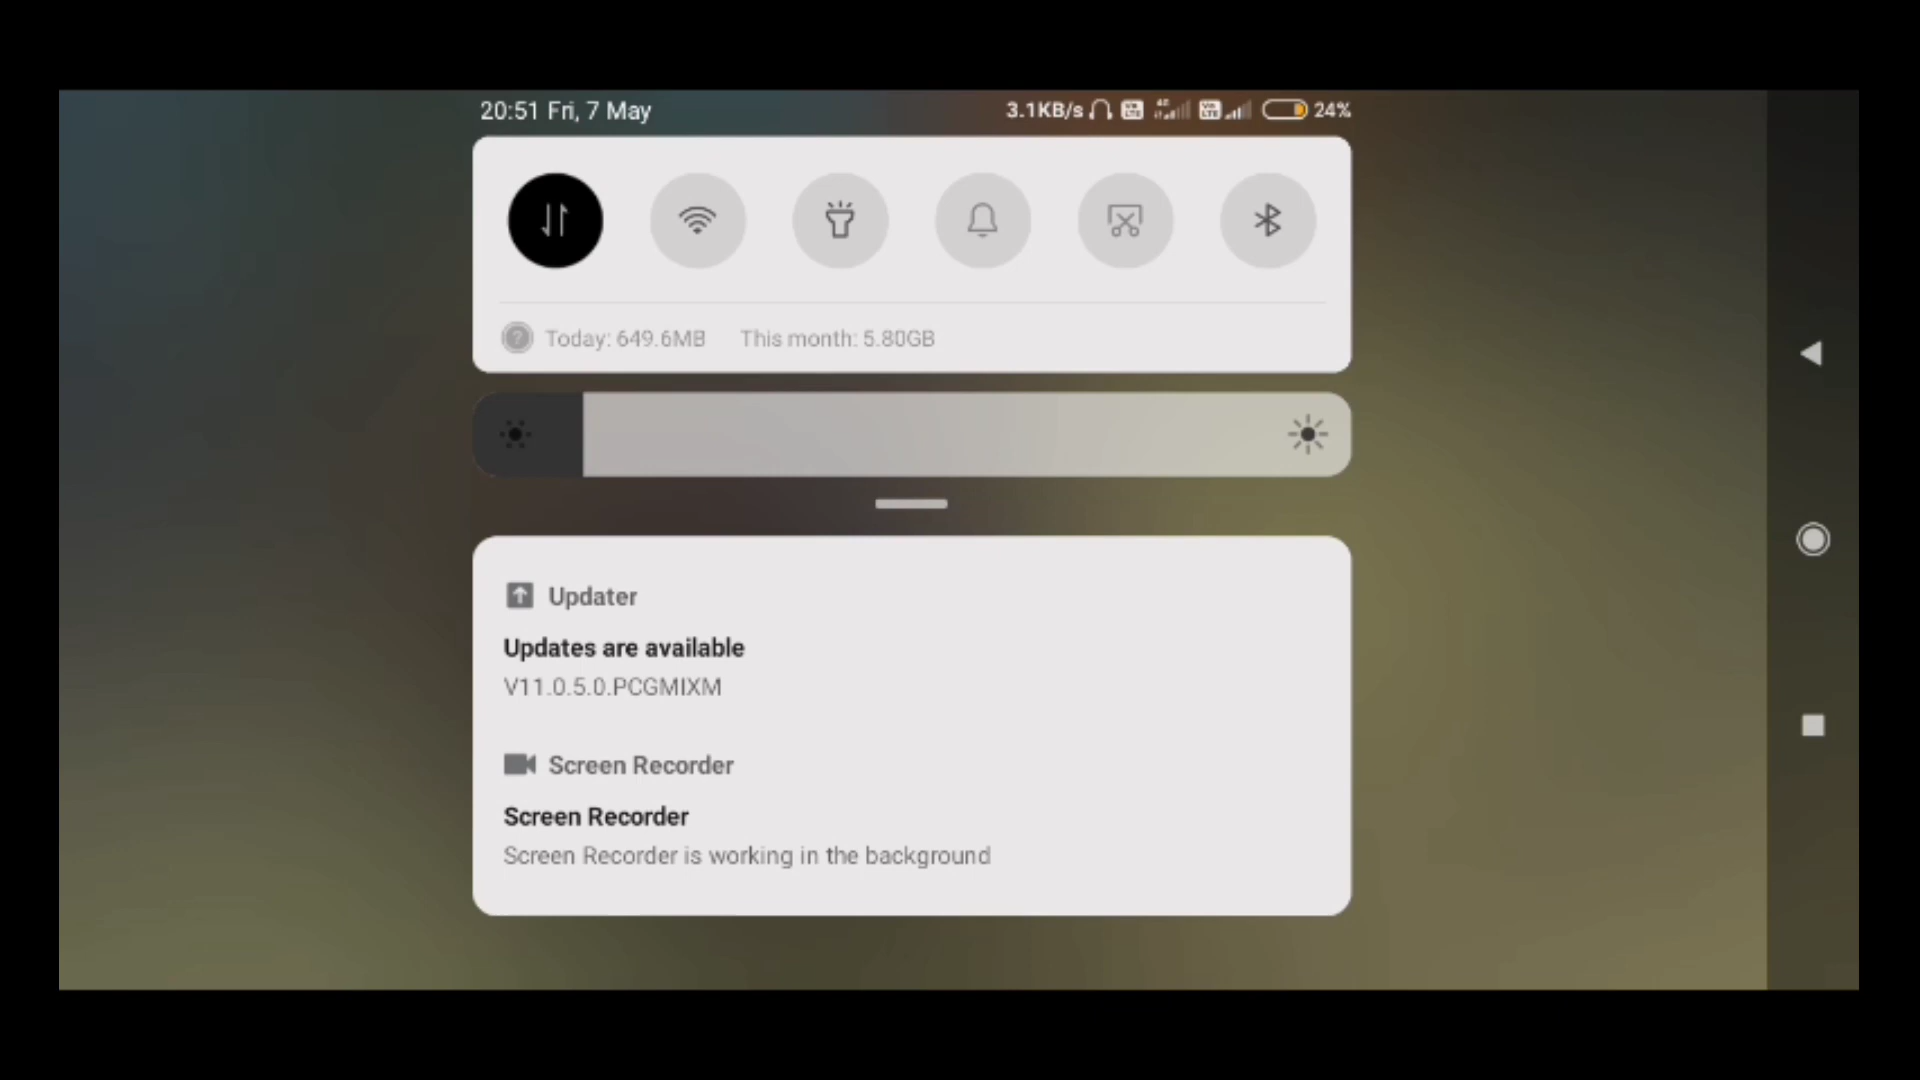 20:51 Fri, 7 May 3.1KB/s 24%
Today: 649.6MB This month: 5.80GB
Updater
Updates are available
V11.0.5.0.PCGMIXM
Screen Recorder
Screen Recorder
Screen Recorder is working in the background